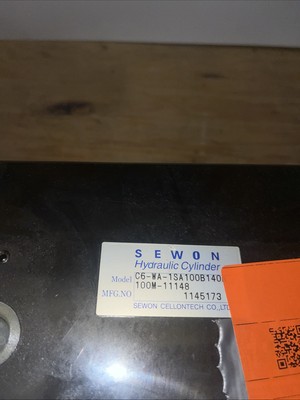 SEWON
Hydraulic Cylinder
Model C6-WA-1SA100B140
100M-11148
MFG.NO 1145173
SEWON CELLONTECH CO.,LTD